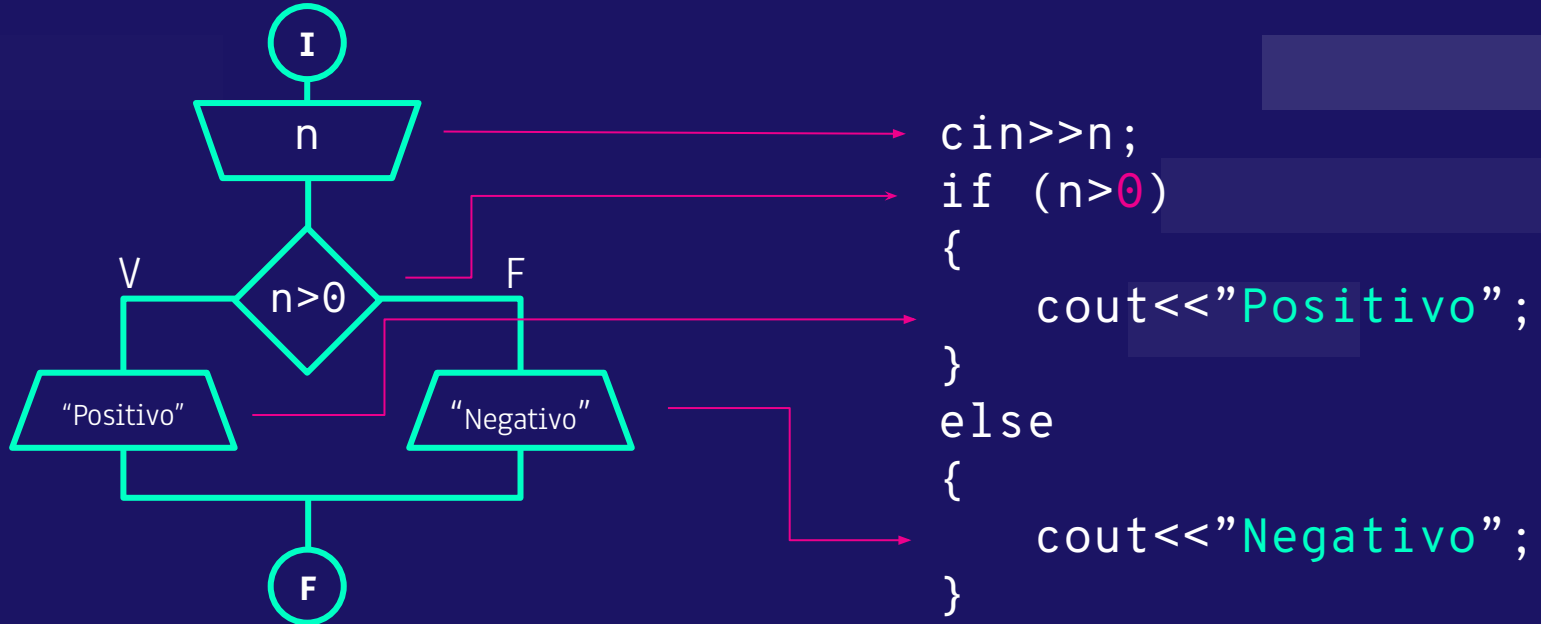 I
n
V
n>0
F
“Positivo”
“Negativo”
F
cin>>n;
if (n>0)
{
cout<<”Positivo”;
}
else
{
cout<<”Negativo”;
}